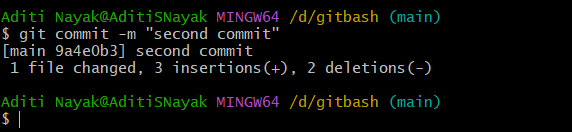 Aditi Nayak@AditiSNayak MINGW64 /d/gitbash (main)
$ git commit -m "second commit"
[main 9a4e0b3] second commit
 1 file changed, 3 insertions(+), 2 deletions(-)
Aditi Nayak@AditiSNayak MINGW64 /d/gitbash (main)
$